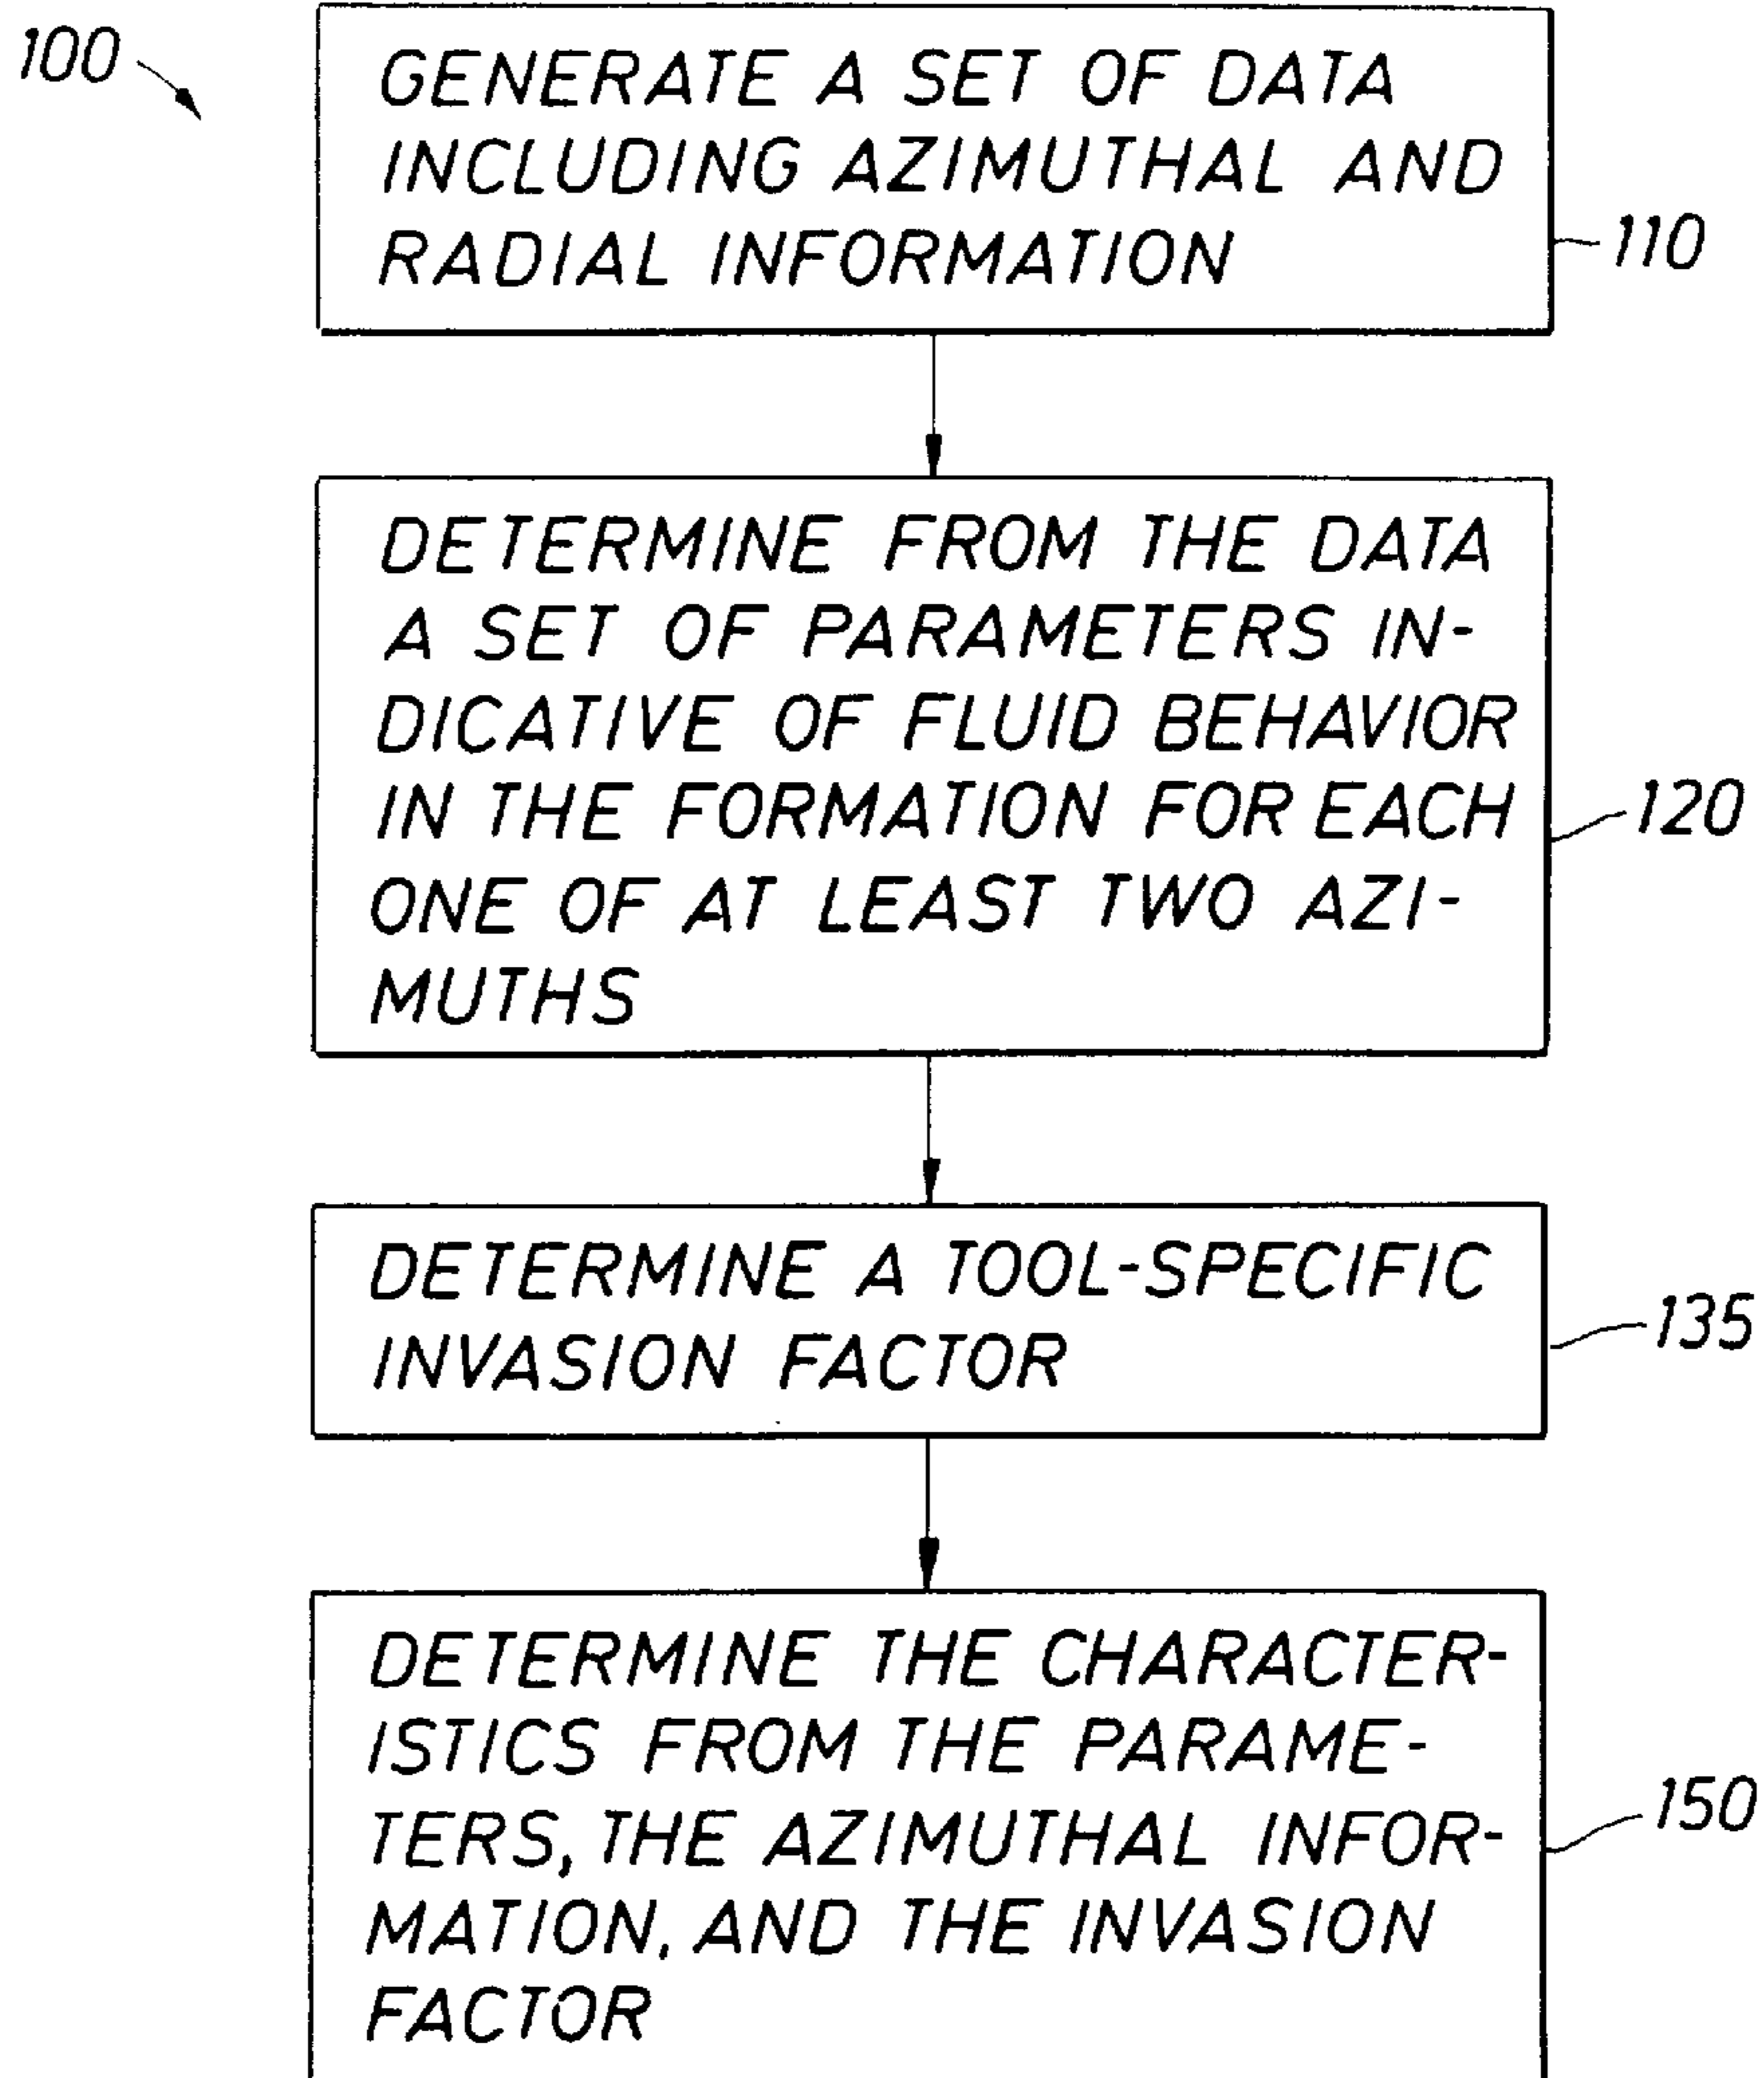 100
GENERATE A SET OF DATA
INCLUDING AZIMUTHAL AND
RADIAL INFORMATION
110
DETERMINE FROM THE DATA
A SET OF PARAMETERS IN-
DICATIVE OF FLUID BEHAVIOR
IN THE FORMATION FOR EACH
ONE OF AT LEAST TWO AZI-
MUTHS
120
DETERMINE A TOOL-SPECIFIC
INVASION FACTOR
135
DETERMINE THE CHARACTER-
ISTICS FROM THE PARAME-
TERS, THE AZIMUTHAL INFOR-
MATION, AND THE INVASION
FACTOR
150